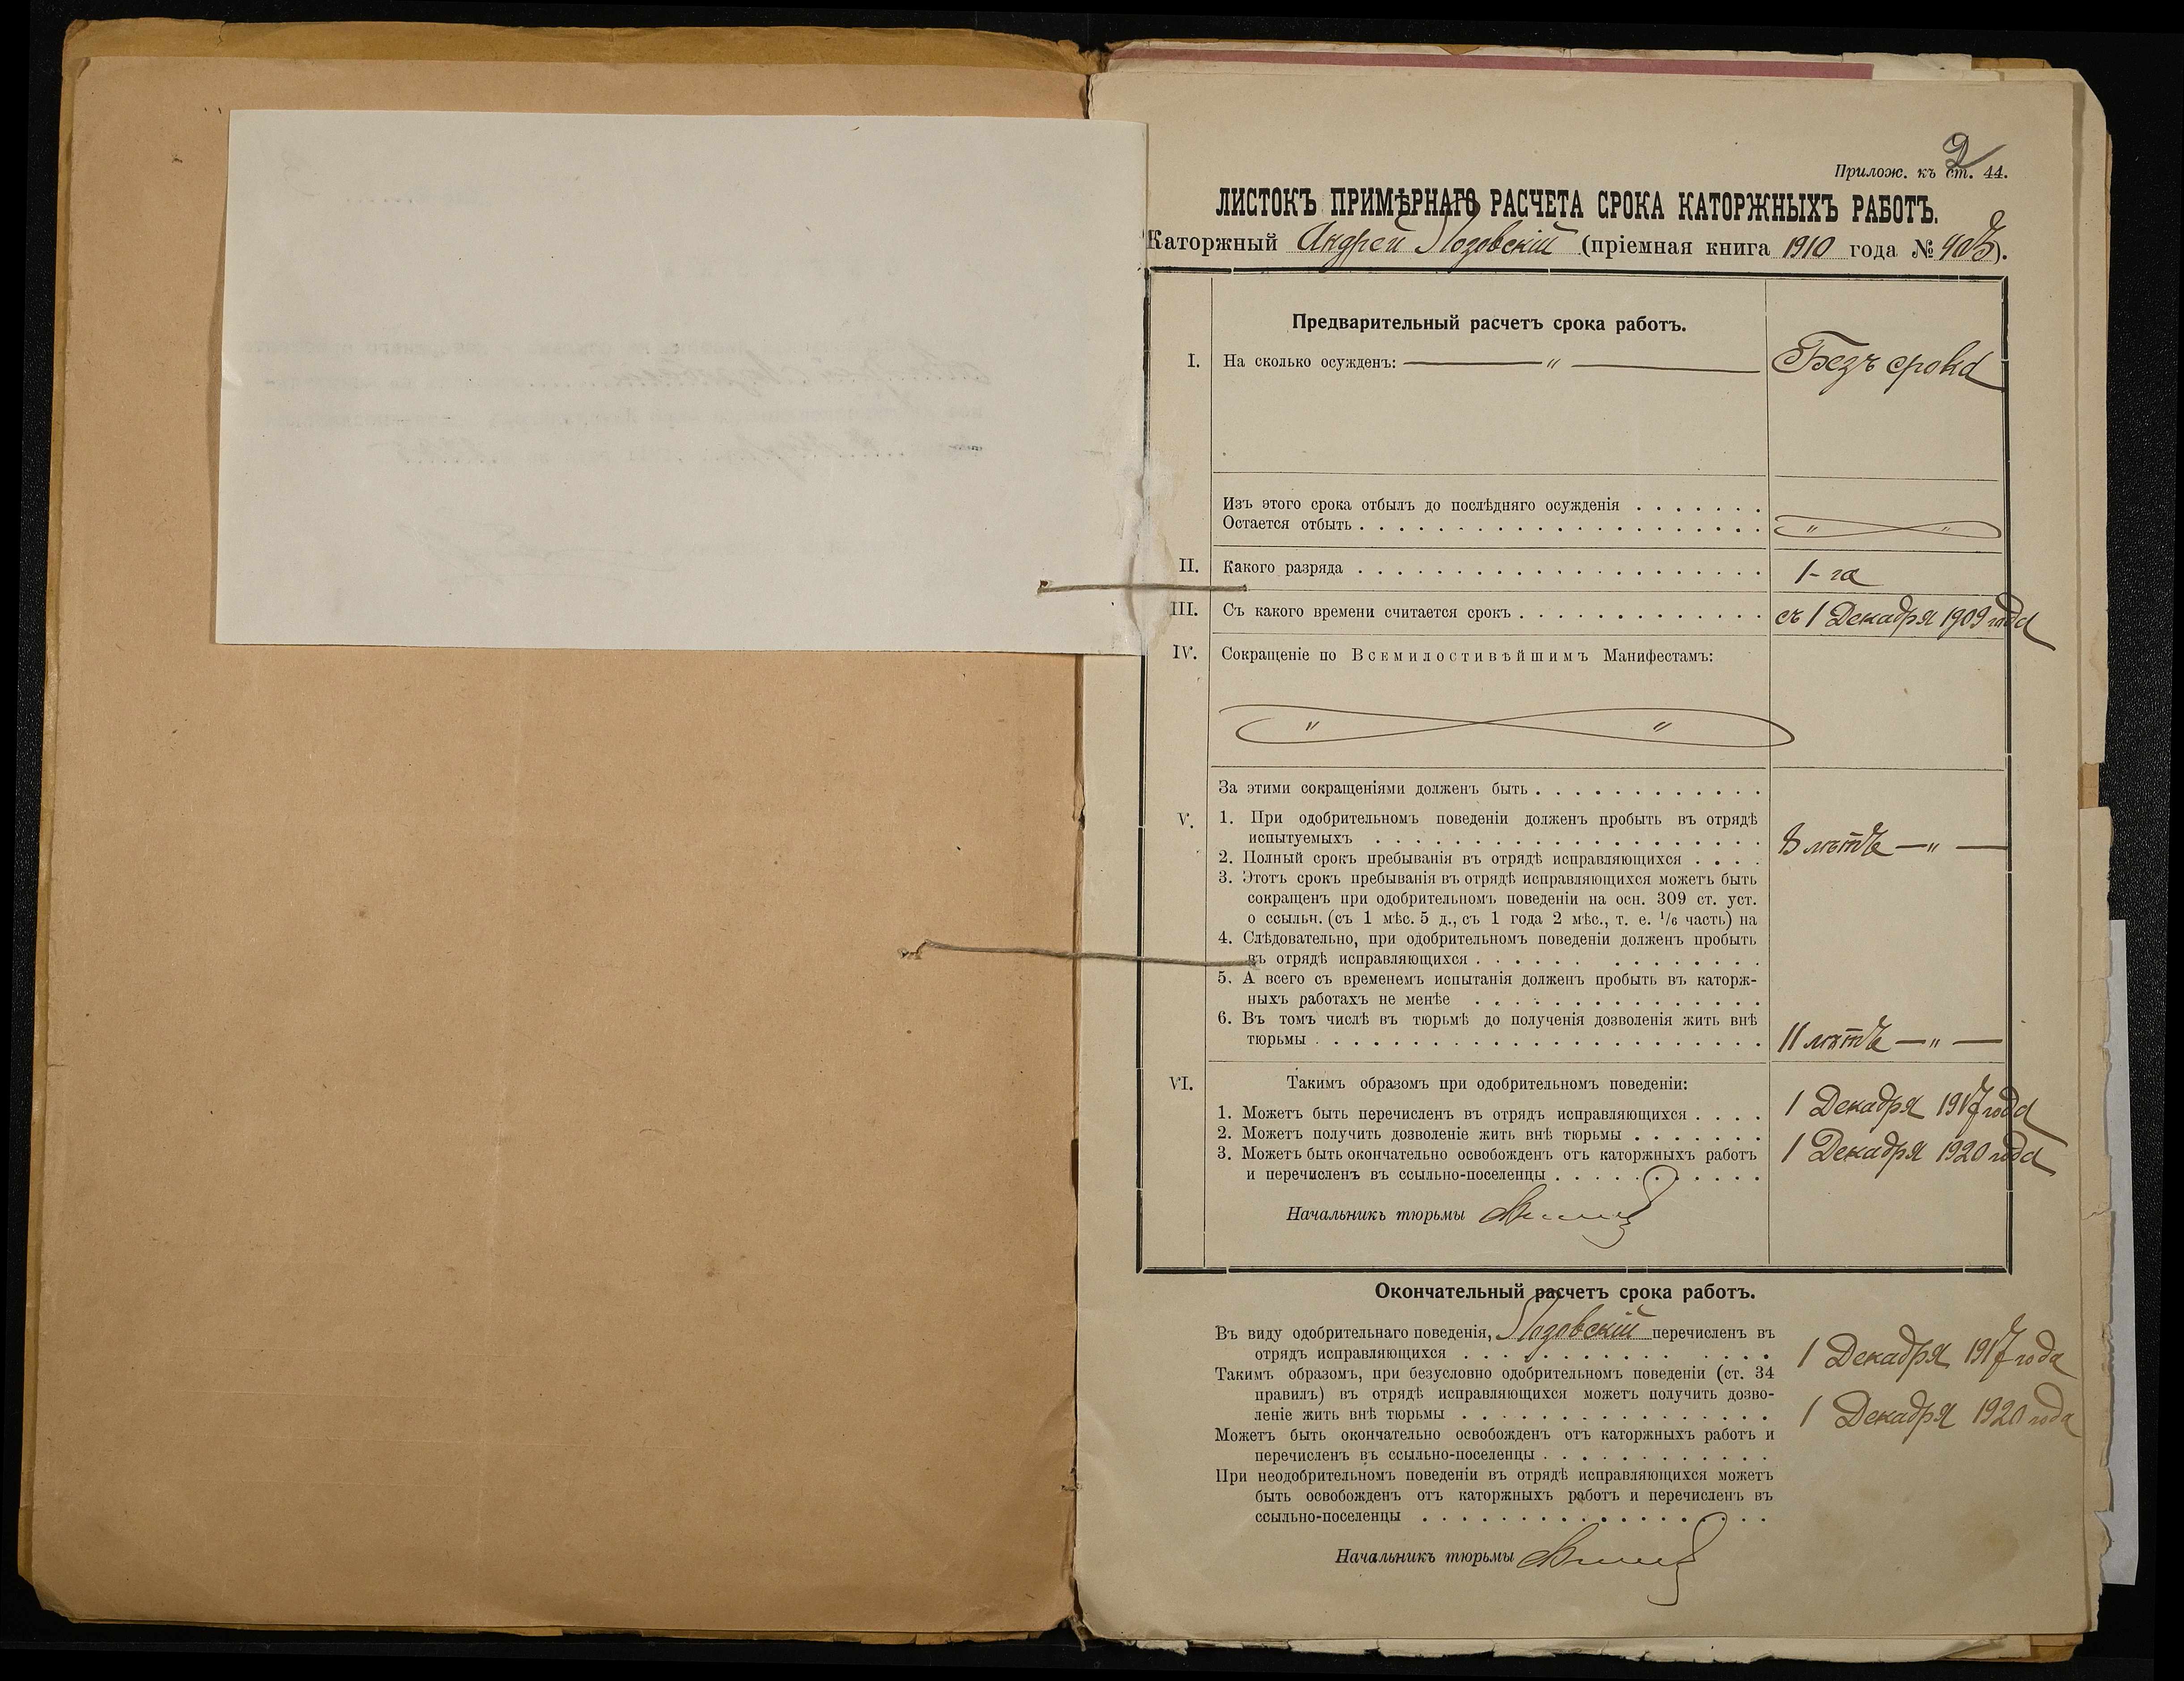 2
Прилож. къ ст. 44.
ЛИСТОКЪ ПРИМѢРНАГО РАСЧЕТА СРОКА КАТОРЖНЫХЪ РАБОТЪ.
Каторжный Андрей Лозовскій (пріемная книга 1910 года №
Предварительный расчетъ срока работъ.
I. На сколько осужденъ: — " — Безъ срока
Изъ этого срока отбылъ до послѣдняго осужденія . . . . . . .
Остается отбыть . . . . . . . . . . " "
II. Какого разряда . . . . . . . . . . 1-го
III. Съ какого времени считается срокъ . . . . . . . . . . съ 1 Декабря 1909 года
IV. Сокращеніе по Всемилостивѣйшимъ Манифестамъ:
" "
За этими сокращеніями долженъ быть . . . . . . . . . .
V. 1. При одобрительномъ поведеніи долженъ пробыть въ отрядѣ
испытуемыхъ . . . . . . . . . . 8 лѣтъ — " —
2. Полный срокъ пребыванія въ отрядѣ исправляющихся . . . .
3. Этотъ срокъ пребыванія въ отрядѣ исправляющихся можетъ быть
сокращенъ при одобрительномъ поведеніи на осн. 309 ст. уст.
о ссыльн. (съ 1 мѣс. 5 д., съ 1 года 2 мѣс., т. е. 1/6 часть) на
4. Слѣдовательно, при одобрительномъ поведеніи долженъ пробыть
въ отрядѣ исправляющихся . . . . . . . . . .
5. А всего съ временемъ испытанія долженъ пробыть въ каторж-
ныхъ работахъ не менѣе . . . . . . . . . .
6. Въ томъ числѣ въ тюрьмѣ до полученія дозволенія жить внѣ
тюрьмы . . . . . . . . . . 11 лѣтъ — " —
VI. Такимъ образомъ при одобрительномъ поведеніи:
1. Можетъ быть перечисленъ въ отрядъ исправляющихся . . . . 1 Декабря 1917 года
2. Можетъ получить дозволеніе жить внѣ тюрьмы . . . . . . . 1 Декабря 1920 года
3. Можетъ быть окончательно освобожденъ отъ каторжныхъ работъ
и перечисленъ въ ссыльно-поселенцы . . . . . . . . . .
Начальникъ тюрьмы
Окончательный расчетъ срока работъ.
Въ виду одобрительнаго поведенія, Лозовскій перечисленъ въ
отрядъ исправляющихся . . . . . . . . . . 1 Декабря 1917 года
Такимъ образомъ, при безусловно одобрительномъ поведеніи (ст. 34
правилъ) въ отрядѣ исправляющихся можетъ получить дозво-
леніе жить внѣ тюрьмы . . . . . . . . . . 1 Декабря 1920 года
Можетъ быть окончательно освобожденъ отъ каторжныхъ работъ и
перечисленъ въ ссыльно-поселенцы . . . . . . . . . .
При неодобрительномъ поведеніи въ отрядѣ исправляющихся можетъ
быть освобожденъ отъ каторжныхъ работъ и перечисленъ въ
ссыльно-поселенцы . . . . . . . . . .
Начальникъ тюрьмы